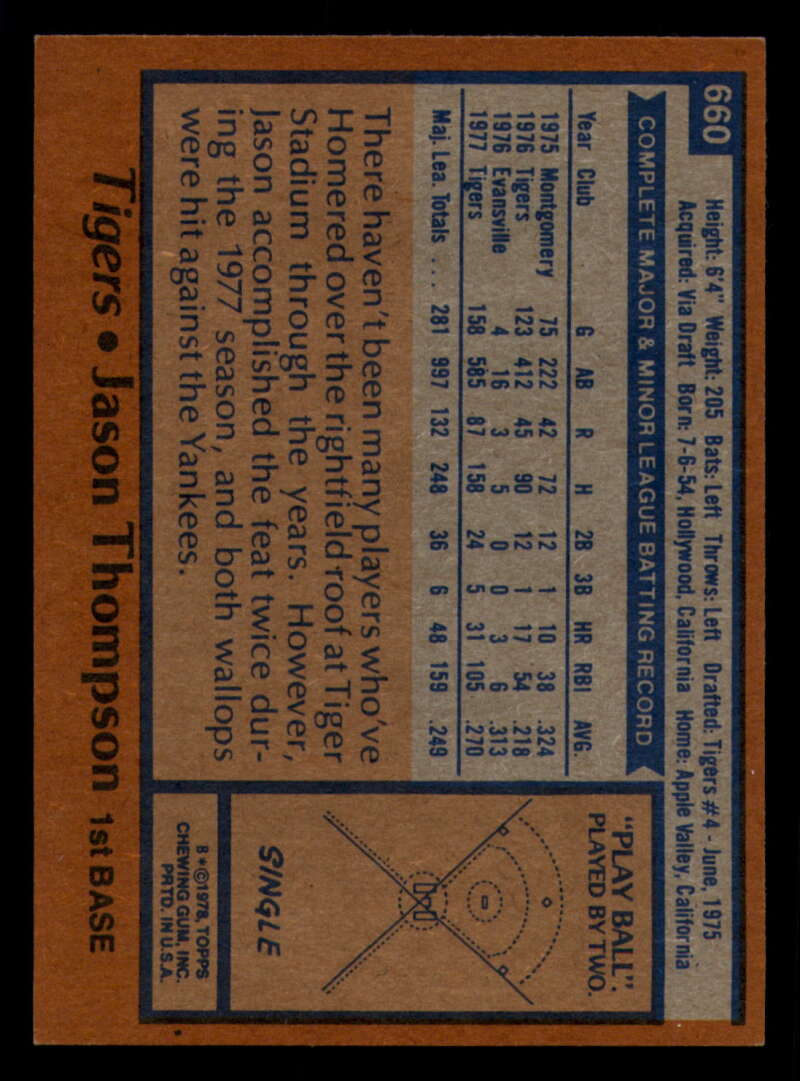 660
Height: 6'4" Weight: 205 Bats: Left Throws: Left Drafted: Tigers #4 - June, 1975
Acquired: Via Draft Born: 7-6-54, Hollywood, California Home: Apple Valley, California
COMPLETE MAJOR & MINOR LEAGUE BATTING RECORD
Year Club G AB R H 2B 3B HR RBI AVG.
1975 Montgomery 75 222 42 72 12 1 10 38 .324
1976 Tigers 123 412 45 90 12 1 17 54 .218
1976 Evansville 4 16 3 5 0 0 3 6 .313
1977 Tigers 158 585 87 158 24 5 31 105 .270
Maj. Lea. Totals . . . 281 997 132 248 36 6 48 159 .249
There haven't been many players who've
Homered over the rightfield roof at Tiger
Stadium through the years. However,
Jason accomplished the feat twice dur-
ing the 1977 season, and both wallops
were hit against the Yankees.
"PLAY BALL".
PLAYED BY TWO.
SINGLE
B*©1978, TOPPS
CHEWING GUM, INC.
PRTD. IN U.S.A.
Tigers • Jason Thompson 1st BASE